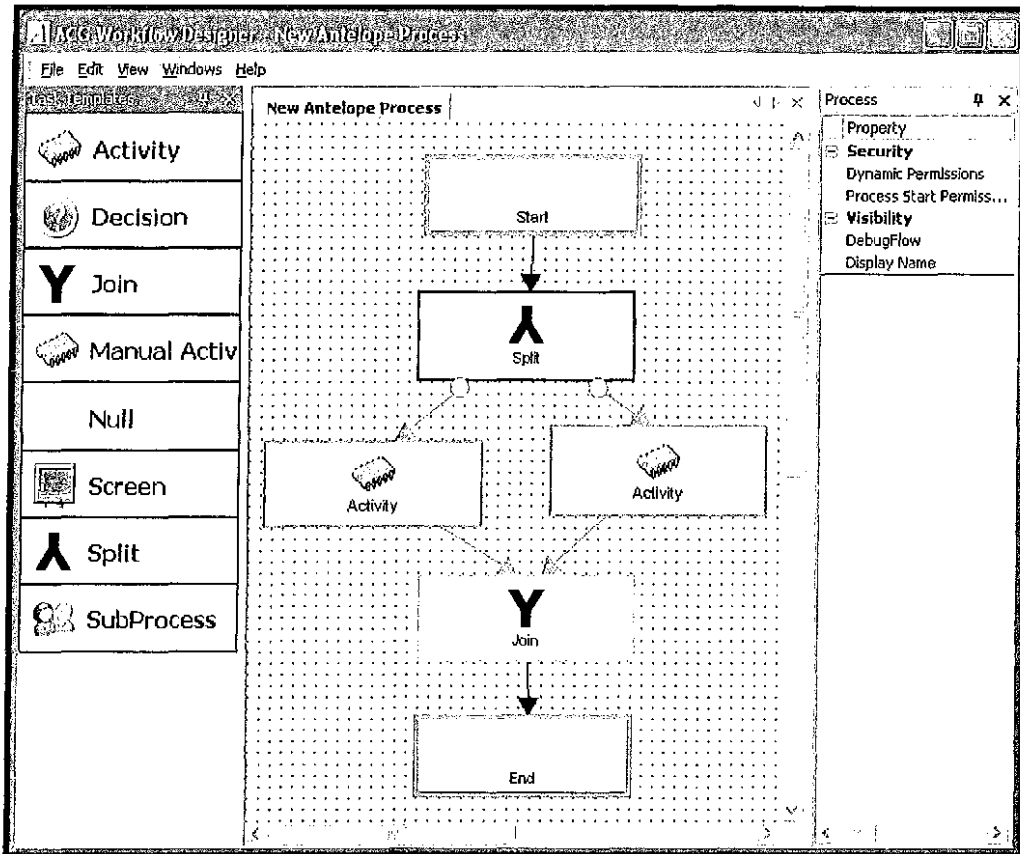 ACG Workflow Designer - New Antelope Process
File Edit View Windows Help
Task Templates
Activity
Decision
Join
Manual Activ
Null
Screen
Split
SubProcess
New Antelope Process
Start
Split
Activity
Activity
Join
End
Process
Property
Security
Dynamic Permissions
Process Start Permiss...
Visibility
DebugFlow
Display Name